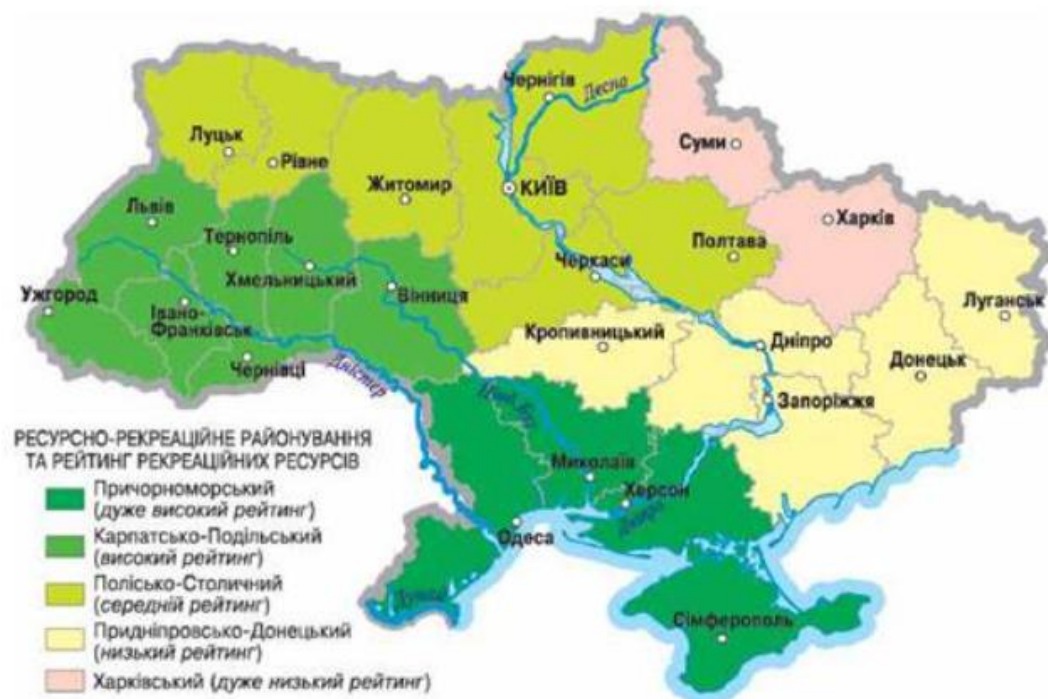 Чернігів
Десна
Суми
Луцьк
Рівне
Житомир
КИЇВ
Львів
Тернопіль
Хмельницький
Вінниця
Черкаси
Полтава
Харків
Ужгород
Івано-
Франківськ
Чернівці
Дністер
Кропивницький
Дніпро
Луганськ
Донецьк
Запоріжжя
Півд. Буг
Миколаїв
Херсон
Дніпро
Одеса
Дунай
Сімферополь
РЕСУРСНО-РЕКРЕАЦІЙНЕ РАЙОНУВАННЯ
ТА РЕЙТИНГ РЕКРЕАЦІЙНИХ РЕСУРСІВ
Причорноморський
(дуже високий рейтинг)
Карпатсько-Подільський
(високий рейтинг)
Полісько-Столичний
(середній рейтинг)
Придніпровсько-Донецький
(низький рейтинг)
Харківський (дуже низький рейтинг)